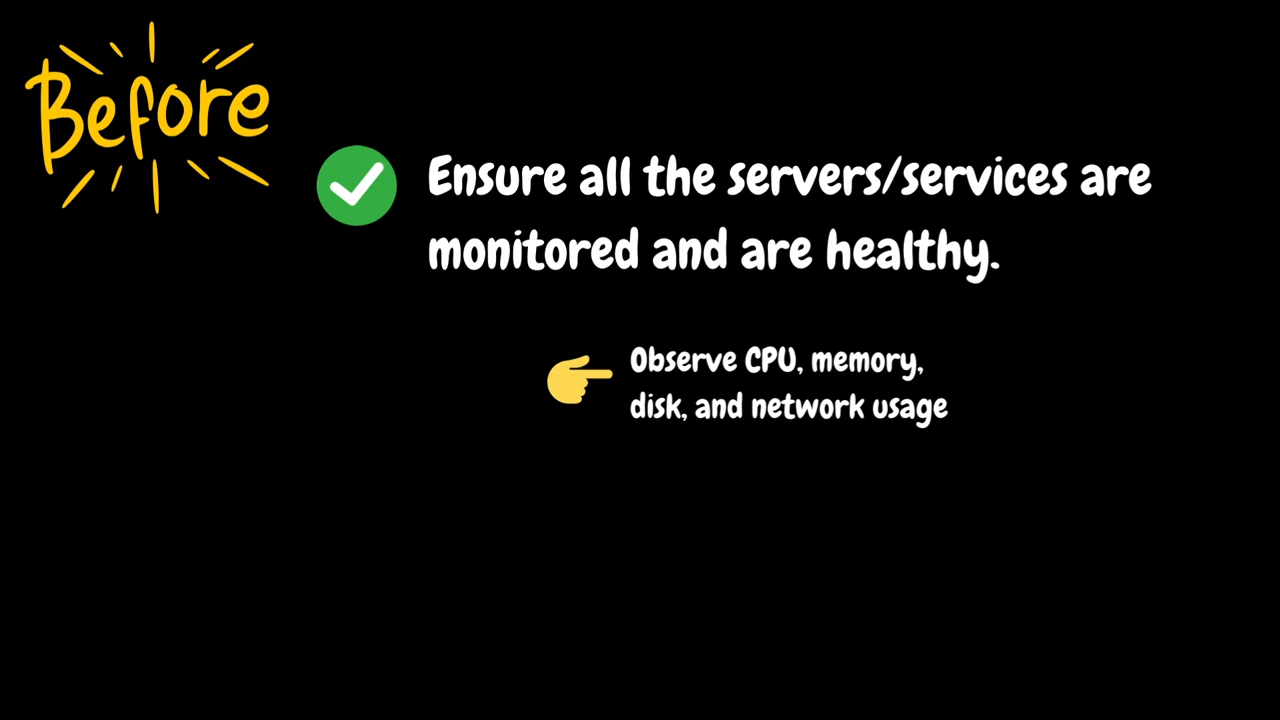 Before
Ensure all the servers/services are
monitored and are healthy.
Observe CPU, memory,
disk, and network usage